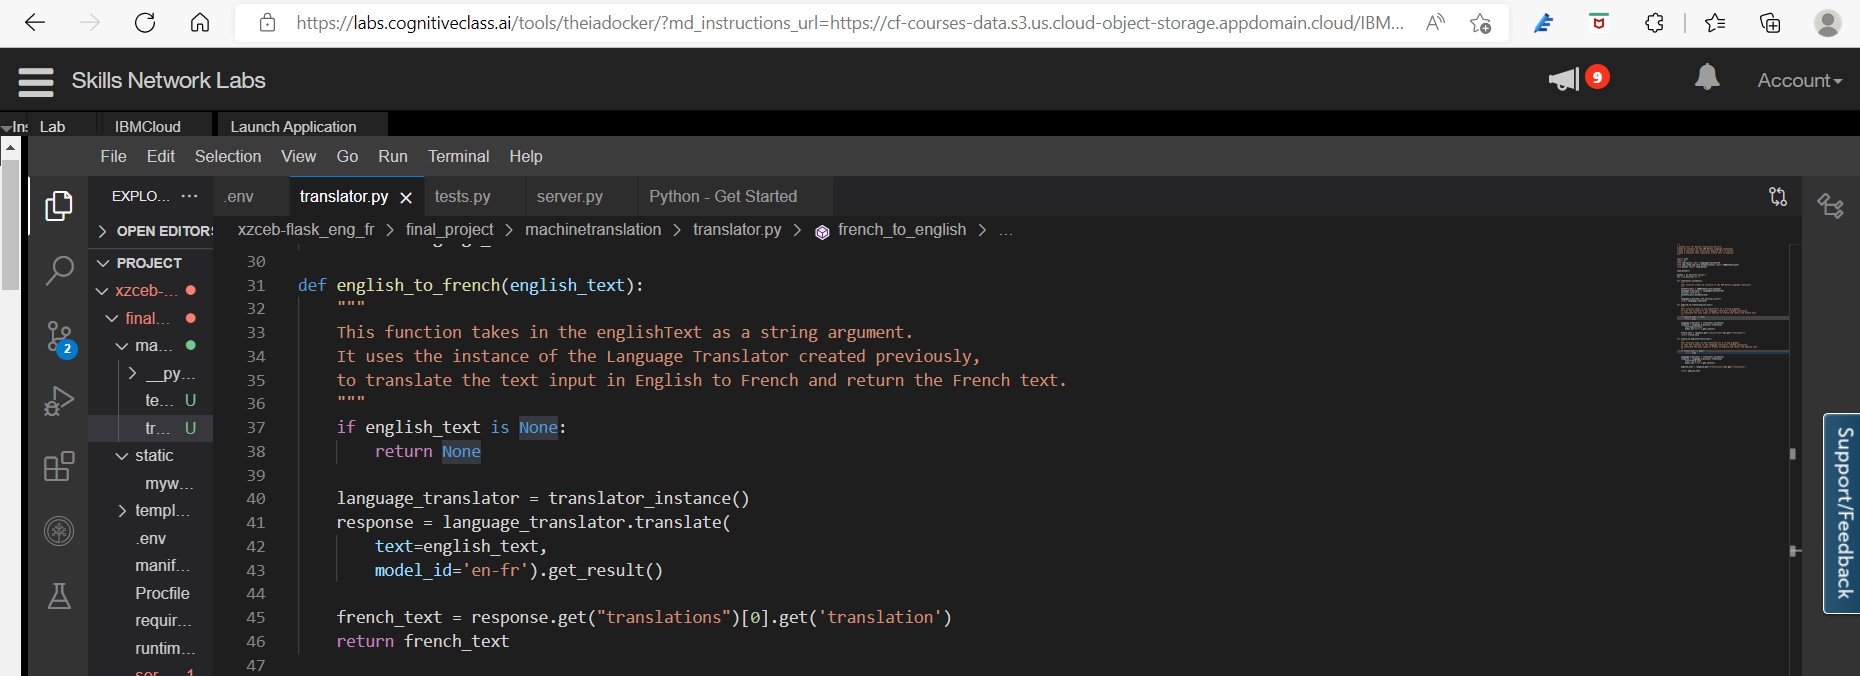 https://labs.cognitiveclass.ai/tools/theiadocker/?md_instructions_url=https://cf-courses-data.s3.us.cloud-object-storage.appdomain.cloud/IBM...
Skills Network Labs
9
Account
Ins Lab IBMCloud Launch Application
File Edit Selection View Go Run Terminal Help
EXPLO... ... .env translator.py tests.py server.py Python - Get Started
OPEN EDITORS xzceb-flask_eng_fr > final_project > machinetranslation > translator.py > french_to_english > ...
PROJECT
xzceb-...
final...
2
ma...
__py...
te... U
tr... U
static
myw...
templ...
.env
manif...
Procfile
requir...
runtim...
ser... 1
30
31 def english_to_french(english_text):
32 """
33 This function takes in the englishText as a string argument.
34 It uses the instance of the Language Translator created previously,
35 to translate the text input in English to French and return the French text.
36 """
37 if english_text is None:
38 return None
39
40 language_translator = translator_instance()
41 response = language_translator.translate(
42 text=english_text,
43 model_id='en-fr').get_result()
44
45 french_text = response.get("translations")[0].get('translation')
46 return french_text
47
Support/Feedback